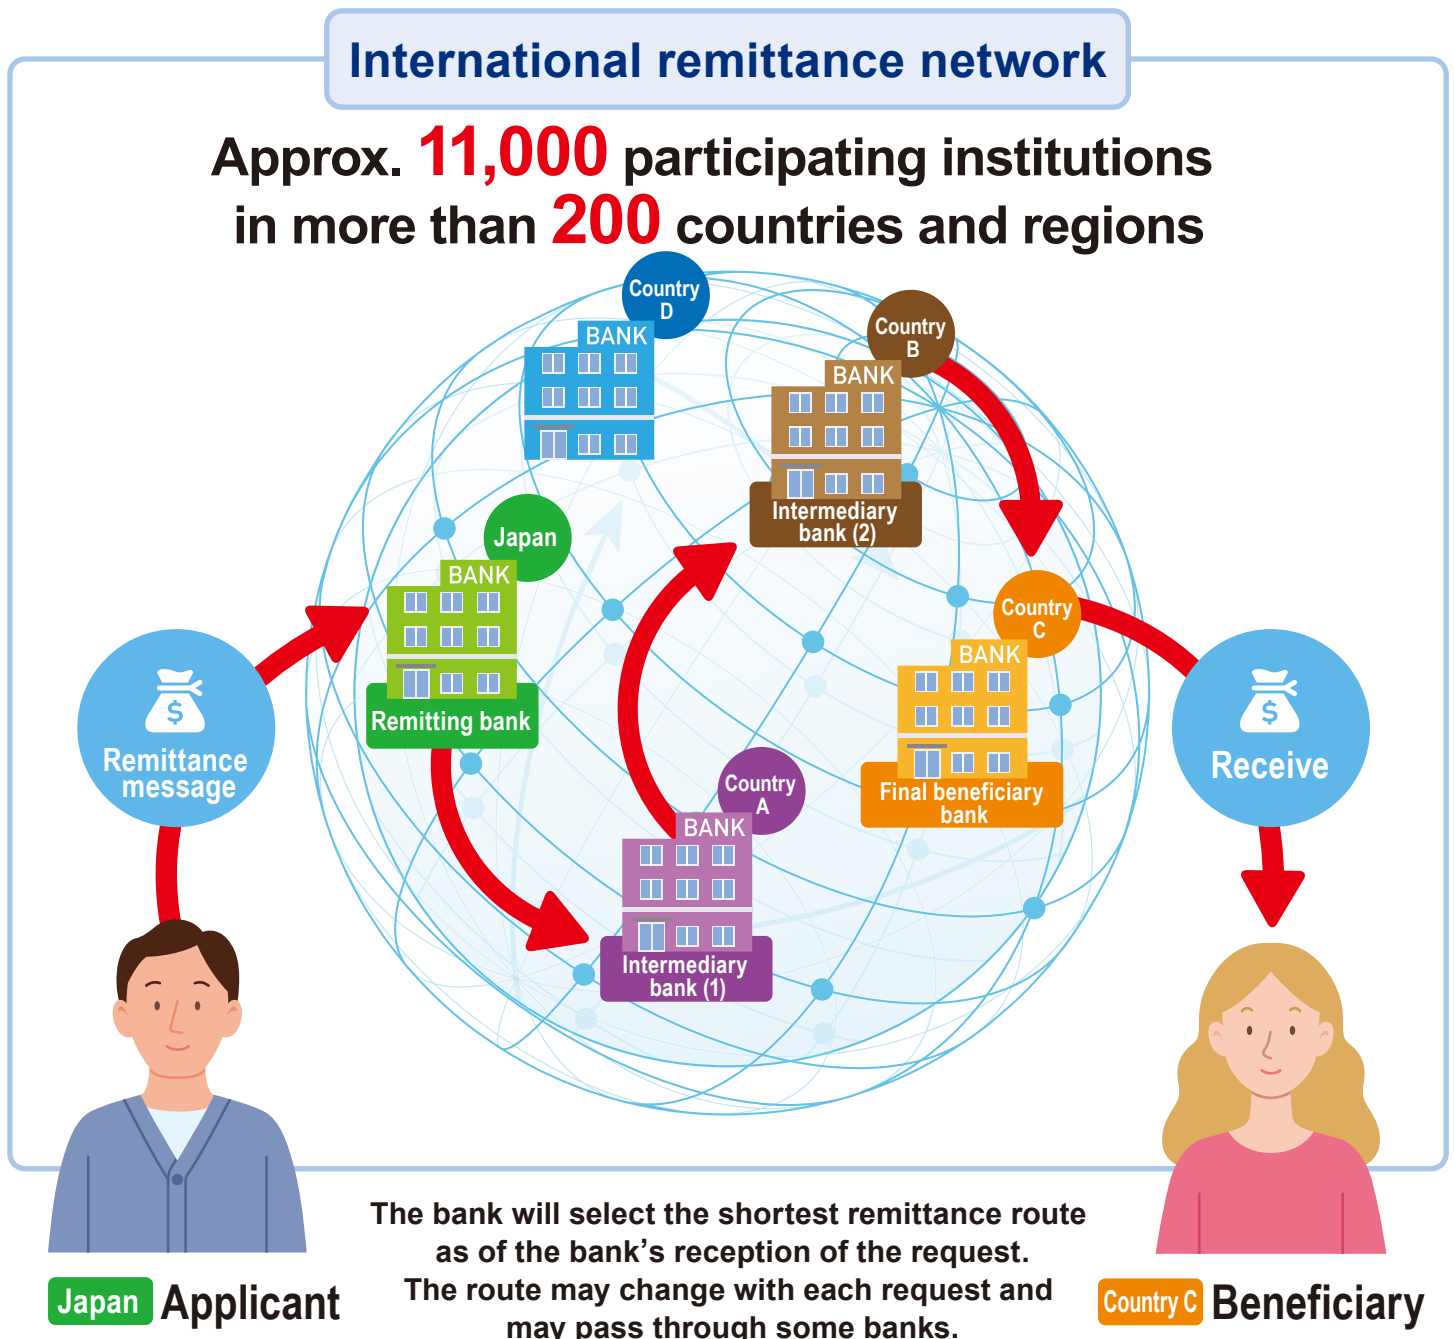 International remittance network
Approx. 11,000 participating institutions
in more than 200 countries and regions
Country
D
BANK
Country
B
BANK
Intermediary
bank (2)
Japan
BANK
Remitting bank
Country
C
BANK
Final beneficiary
bank
$
Remittance
message
$
Receive
Country
A
BANK
Intermediary
bank (1)
The bank will select the shortest remittance route
as of the bank's reception of the request.
The route may change with each request and
may pass through some banks.
Japan Applicant
Country C Beneficiary